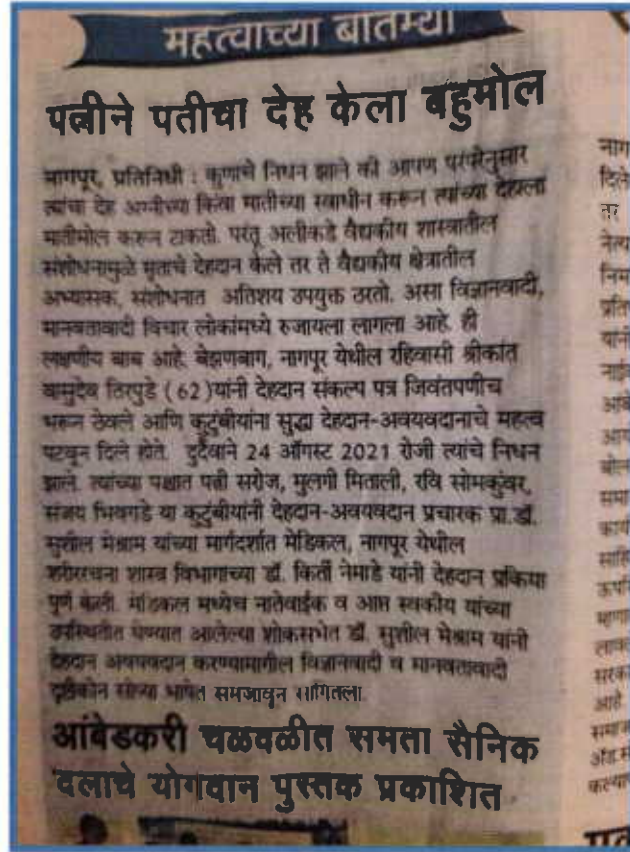 महत्वाच्या बातम्या
पत्नीने पतीचा देह केला बहुमोल
नागपूर, प्रतिनिधी : कुणाचे निधन झाले की आपण परंपरेनुसार
त्यांचा देह अग्नीच्या किंवा मातीच्या स्वाधीन करून त्यांच्या देहाला
मातीमोल करून टाकतो. परंतू अलीकडे वैद्यकीय शास्त्रातील
संशोधनामुळे मृताचे देहदान केले तर ते वैद्यकीय क्षेत्रातील
अभ्यासक, संशोधनात अतिशय उपयुक्त ठरतो. असा विज्ञानवादी,
मानवतावादी विचार लोकांमध्ये रुजायला लागला आहे. ही
लक्षणीय बाब आहे. बेझणबाग, नागपूर येथील रहिवासी श्रीकांत
वामुदेव तिरपुडे (62)यांनी देहदान संकल्प पत्र जिवंतपणीच
भरून ठेवले आणि कुटुंबीयांना सुद्धा देहदान-अवयवदानाचे महत्व
पटवून दिले होते. दुर्दैवाने 24 ऑगस्ट 2021 रोजी त्यांचे निधन
झाले. त्यांच्या पश्चात पत्नी सरोज, मुलगी मिताली, रवि सोमकुंवर,
संजय भिवगडे या कुटुंबीयांनी देहदान-अवयवदान प्रचारक प्रा.डॉ.
सुशील मेश्राम यांच्या मार्गदर्शात मेडिकल, नागपूर येथील
शरीररचना शास्त्र विभागाच्या डॉ. किर्ती नेमाडे यांनी देहदान प्रकिया
पुर्ण केली. मेडिकल मध्येच नातेवाईक व आप्त स्वकीय यांच्या
उपस्थितीत घेण्यात आलेल्या शोकसभेत डॉ. सुशील मेश्राम यांनी
देहदान अवयवदान करण्यामागील विज्ञानवादी व मानवतावादी
दृष्टीकोन सोप्या भाषेत समजावून सांगितला.
आंबेडकरी चळवळीत समता सैनिक
दलाचे योगवान पुस्तक प्रकाशित